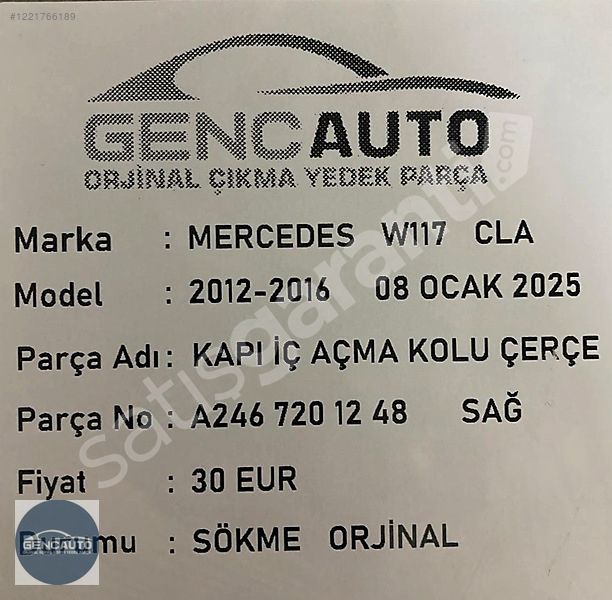 #1221766189
GENCAUTO
ORJİNAL ÇIKMA YEDEK PARÇA
Marka : MERCEDES W117 CLA
Model : 2012-2016 08 OCAK 2025
Parça Adı : KAPI İÇ AÇMA KOLU ÇERÇE
Parça No : A246 720 12 48 SAĞ
Fiyat : 30 EUR
Durumu : SÖKME ORJİNAL
GENCAUTO
satışgaranti.com